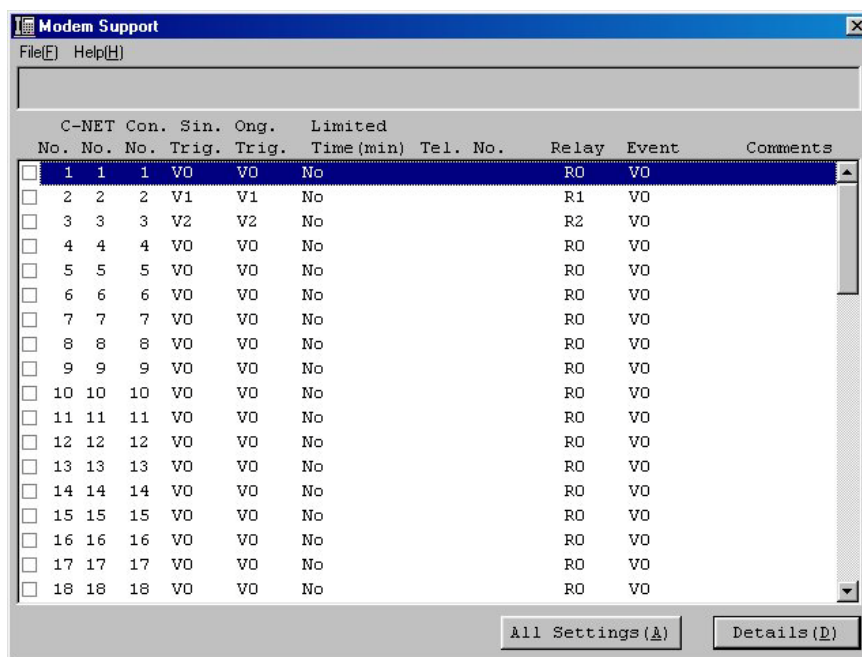 Modem Support
File(F) Help(H)
C-NET Con. Sin. Ong. Limited
No. No. No. Trig. Trig. Time(min) Tel. No. Relay Event Comments
1 1 1 V0 V0 No R0 V0
2 2 2 V1 V1 No R1 V0
3 3 3 V2 V2 No R2 V0
4 4 4 V0 V0 No R0 V0
5 5 5 V0 V0 No R0 V0
6 6 6 V0 V0 No R0 V0
7 7 7 V0 V0 No R0 V0
8 8 8 V0 V0 No R0 V0
9 9 9 V0 V0 No R0 V0
10 10 10 V0 V0 No R0 V0
11 11 11 V0 V0 No R0 V0
12 12 12 V0 V0 No R0 V0
13 13 13 V0 V0 No R0 V0
14 14 14 V0 V0 No R0 V0
15 15 15 V0 V0 No R0 V0
16 16 16 V0 V0 No R0 V0
17 17 17 V0 V0 No R0 V0
18 18 18 V0 V0 No R0 V0
All Settings(A) Details(D)